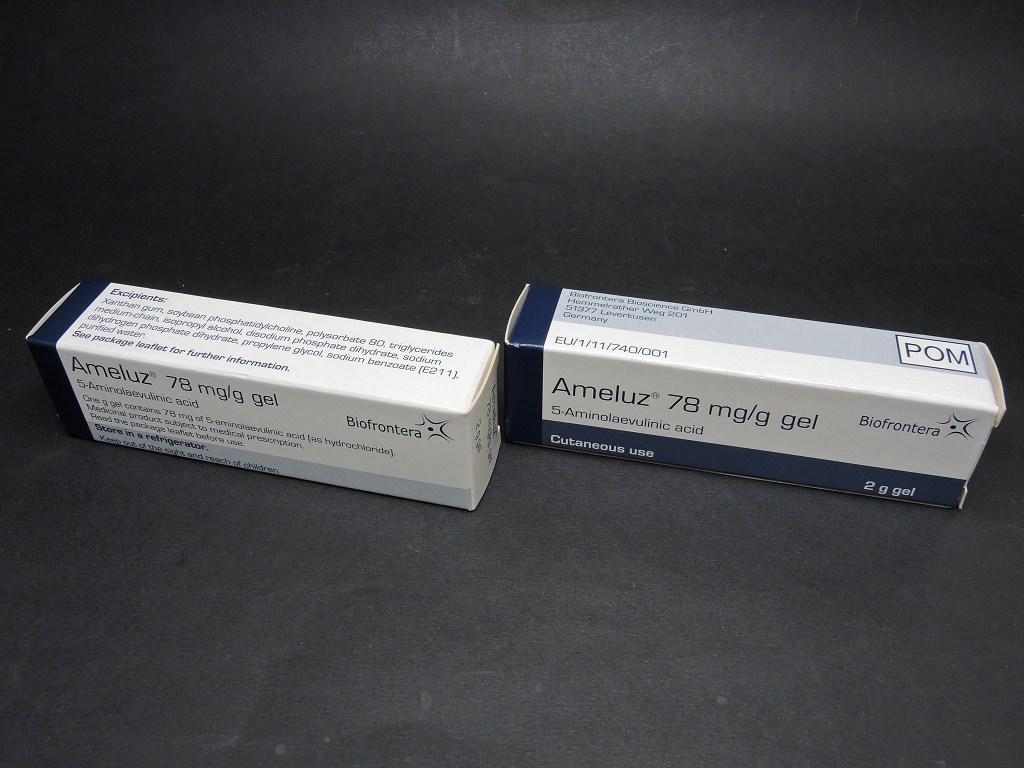 Excipients:
Xanthan gum, soybean phosphatidylcholine, polysorbate 80, triglycerides
medium-chain, isopropyl alcohol, disodium phosphate dihydrate, sodium
dihydrogen phosphate dihydrate, propylene glycol, sodium benzoate (E211),
purified water.
See package leaflet for further information.
Ameluz® 78 mg/g gel
5-Aminolaevulinic acid
One g gel contains 78 mg of 5-aminolaevulinic acid (as hydrochloride).
Medicinal product subject to medical prescription.
Read the package leaflet before use.
Store in a refrigerator.
Keep out of the sight and reach of children.
Biofrontera
Biofrontera Bioscience GmbH
Hemmelrather Weg 201
51377 Leverkusen
Germany
POM
EU/1/11/740/001
Ameluz® 78 mg/g gel
5-Aminolaevulinic acid
Biofrontera
Cutaneous use
2 g gel